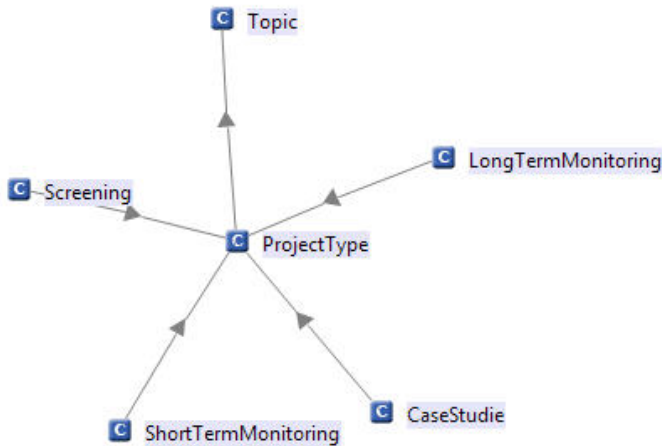 C Topic
C LongTermMonitoring
C Screening
C ProjectType
C CaseStudie
C ShortTermMonitoring